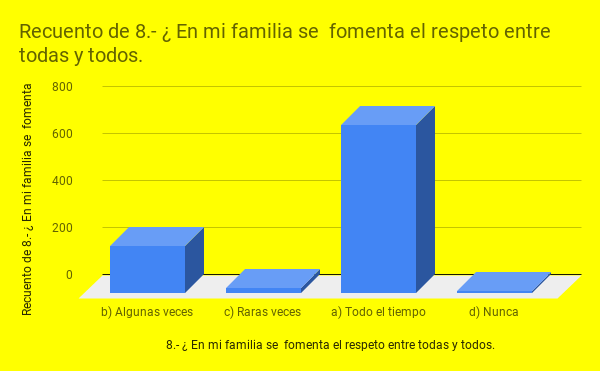 Recuento de 8.- ¿ En mi familia se  fomenta el respeto entre
todas y todos.
Recuento de 8.- ¿ En mi familia se  fomenta
800
600
400
200
0
b) Algunas veces
c) Raras veces
a) Todo el tiempo
d) Nunca
8.- ¿ En mi familia se  fomenta el respeto entre todas y todos.